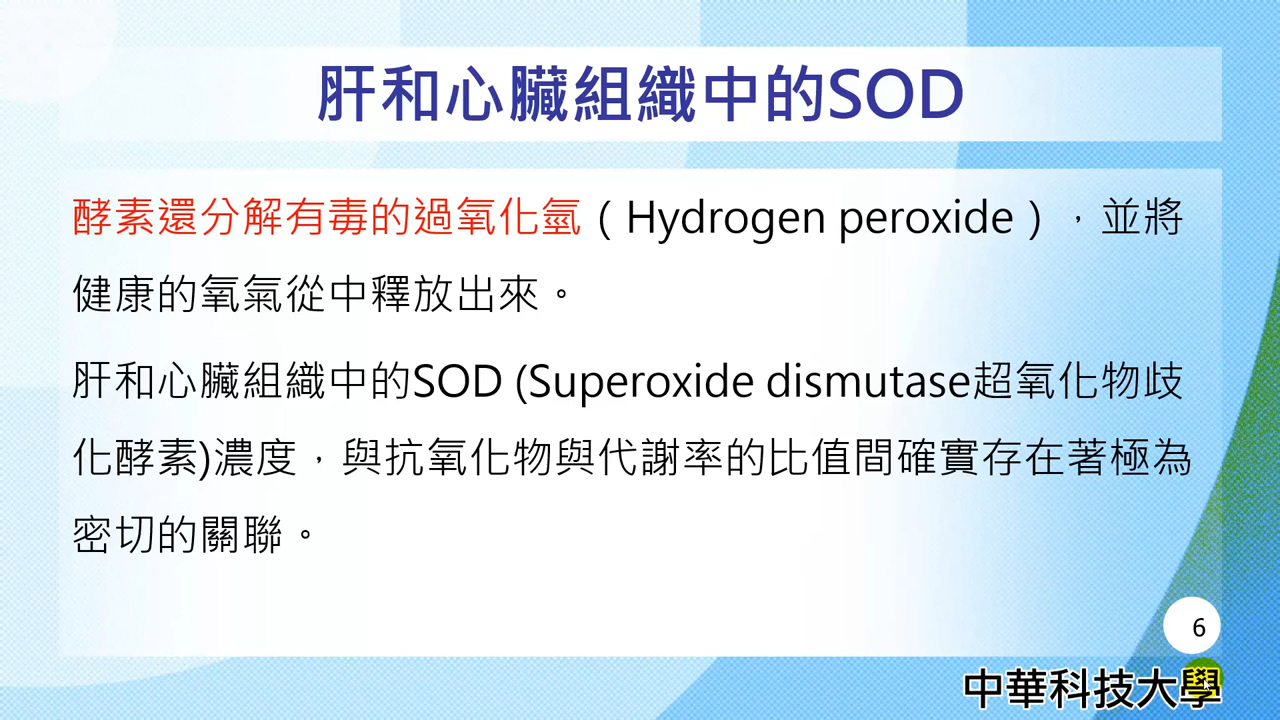 肝和心臟組織中的SOD
酵素還分解有毒的過氧化氫（Hydrogen peroxide），並將
健康的氧氣從中釋放出來。
肝和心臟組織中的SOD (Superoxide dismutase超氧化物歧
化酵素)濃度，與抗氧化物與代謝率的比值間確實存在著極為
密切的關聯。
6
中華科技大學